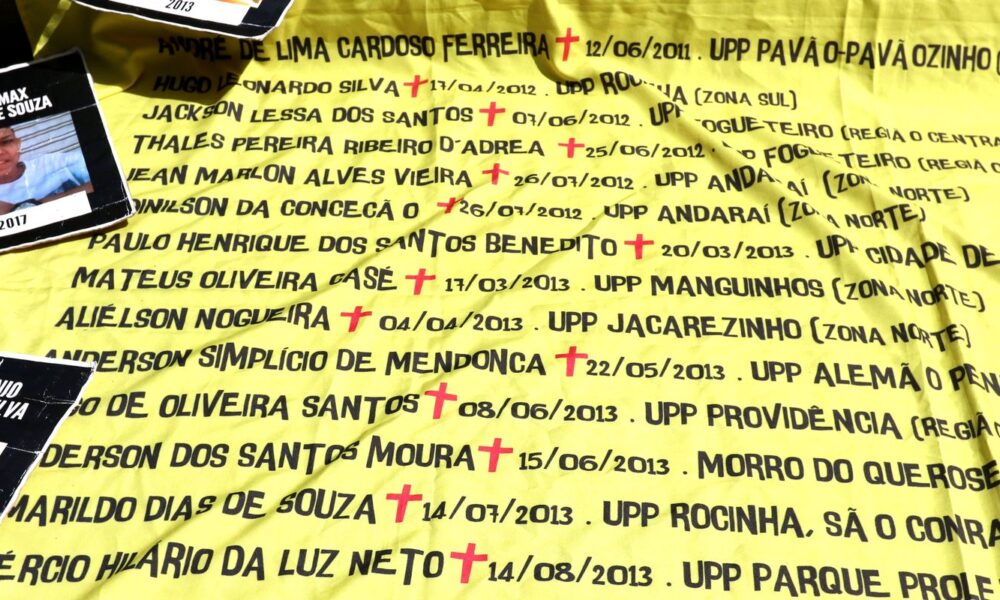 2013
MAX
E SOUZA
2017
ANDRÉ DE LIMA CARDOSO FERREIRA ✝ 12/06/2011 . UPP PAVÃO-PAVÃOZINHO (
HUGO LEONARDO SILVA ✝ 17/04/2012 . UPP ROCINHA (ZONA SUL)
JACKSON LESSA DOS SANTOS ✝ 07/06/2012 . UPP FOGUETEIRO (REGIÃO CENTRA
THALES PEREIRA RIBEIRO D'ADREA ✝ 25/06/2012 . UPP FOGUETEIRO (REGIÃO C
JEAN MARLON ALVES VIEIRA ✝ 26/07/2012 . UPP ANDARAÍ (ZONA NORTE)
DINILSON DA CONCECÃO ✝ 26/07/2012 . UPP ANDARAÍ (ZONA NORTE)
PAULO HENRIQUE DOS SANTOS BENEDITO ✝ 20/03/2013 . UPP CIDADE DE
MATEUS OLIVEIRA CASÉ ✝ 17/03/2013 . UPP MANGUINHOS (ZONA NORTE)
ALIÉLSON NOGUEIRA ✝ 04/04/2013 . UPP JACAREZINHO (ZONA NORTE)
ANDERSON SIMPLÍCIO DE MENDONCA ✝ 22/05/2013 . UPP ALEMÃO PEN
GO DE OLIVEIRA SANTOS ✝ 08/06/2013 . UPP PROVIDÊNCIA (REGIÃ
DERSON DOS SANTOS MOURA ✝ 15/06/2013 . MORRO DO QUEROSE
MARILDO DIAS DE SOUZA ✝ 14/07/2013 . UPP ROCINHA, SÃO CONRA
ÉRCIO HILÁRIO DA LUZ NETO ✝ 14/08/2013 . UPP PARQUE PROLE
LVA